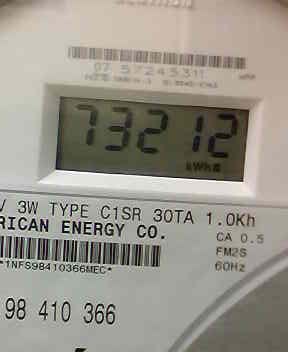 07 57245311
73212
kWh
V 3W TYPE C1SR 30TA 1.0Kh
RICAN ENERGY CO.
CA 0.5
FM2S
60Hz
*1NFS98410366MEC*
98 410 366